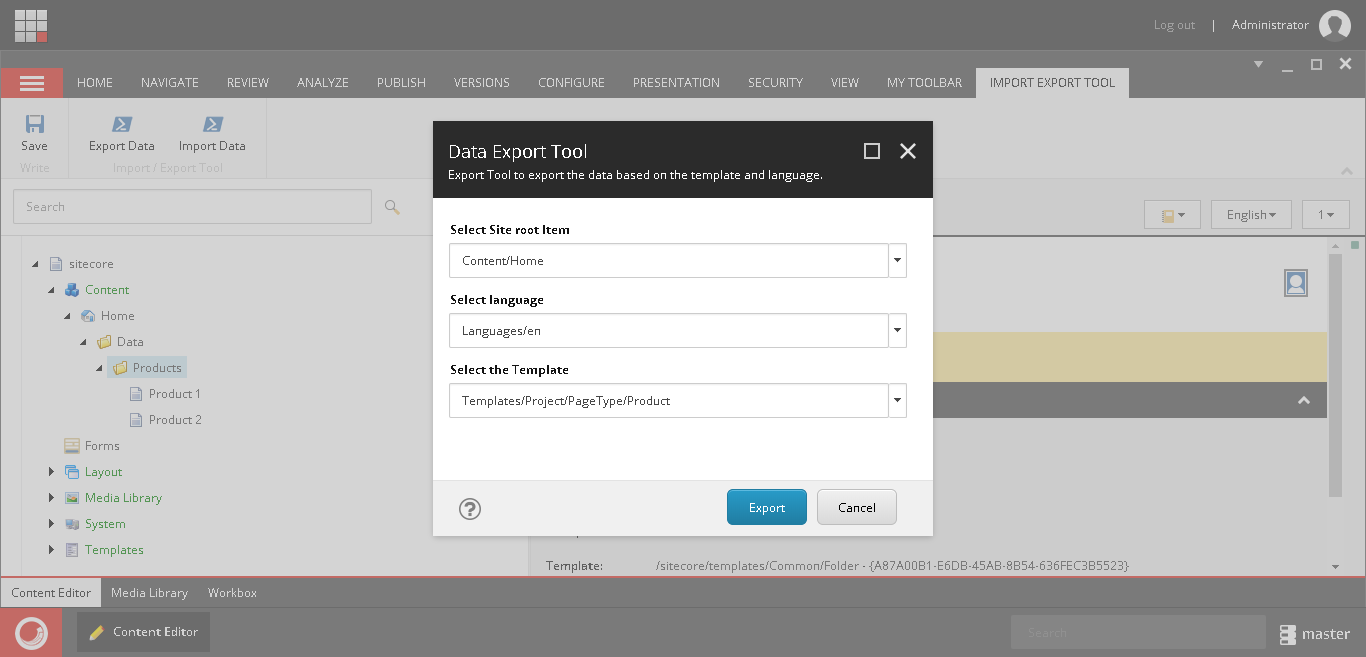 Log out | Administrator
HOME NAVIGATE REVIEW ANALYZE PUBLISH VERSIONS CONFIGURE PRESENTATION SECURITY VIEW MY TOOLBAR IMPORT EXPORT TOOL
Save Export Data Import Data
Write Import / Export Tool
Search
English 1
sitecore
Content
Home
Data
Products
Product 1
Product 2
Forms
Layout
Media Library
System
Templates
Data Export Tool
Export Tool to export the data based on the template and language.
Select Site root Item
Content/Home
Select language
Languages/en
Select the Template
Templates/Project/PageType/Product
? Export Cancel
Template: /sitecore/templates/Common/Folder - {A87A00B1-E6DB-45AB-8B54-636FEC3B5523}
Content Editor Media Library Workbox
Content Editor Search master